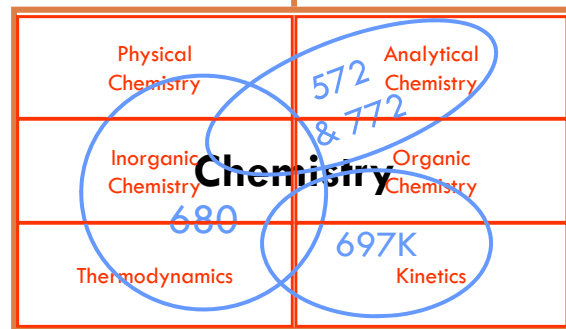 Physical
Chemistry
Analytical
Chemistry
572
& 772
Inorganic
Chemistry
Chemistry
Organic
Chemistry
680
697K
Thermodynamics
Kinetics